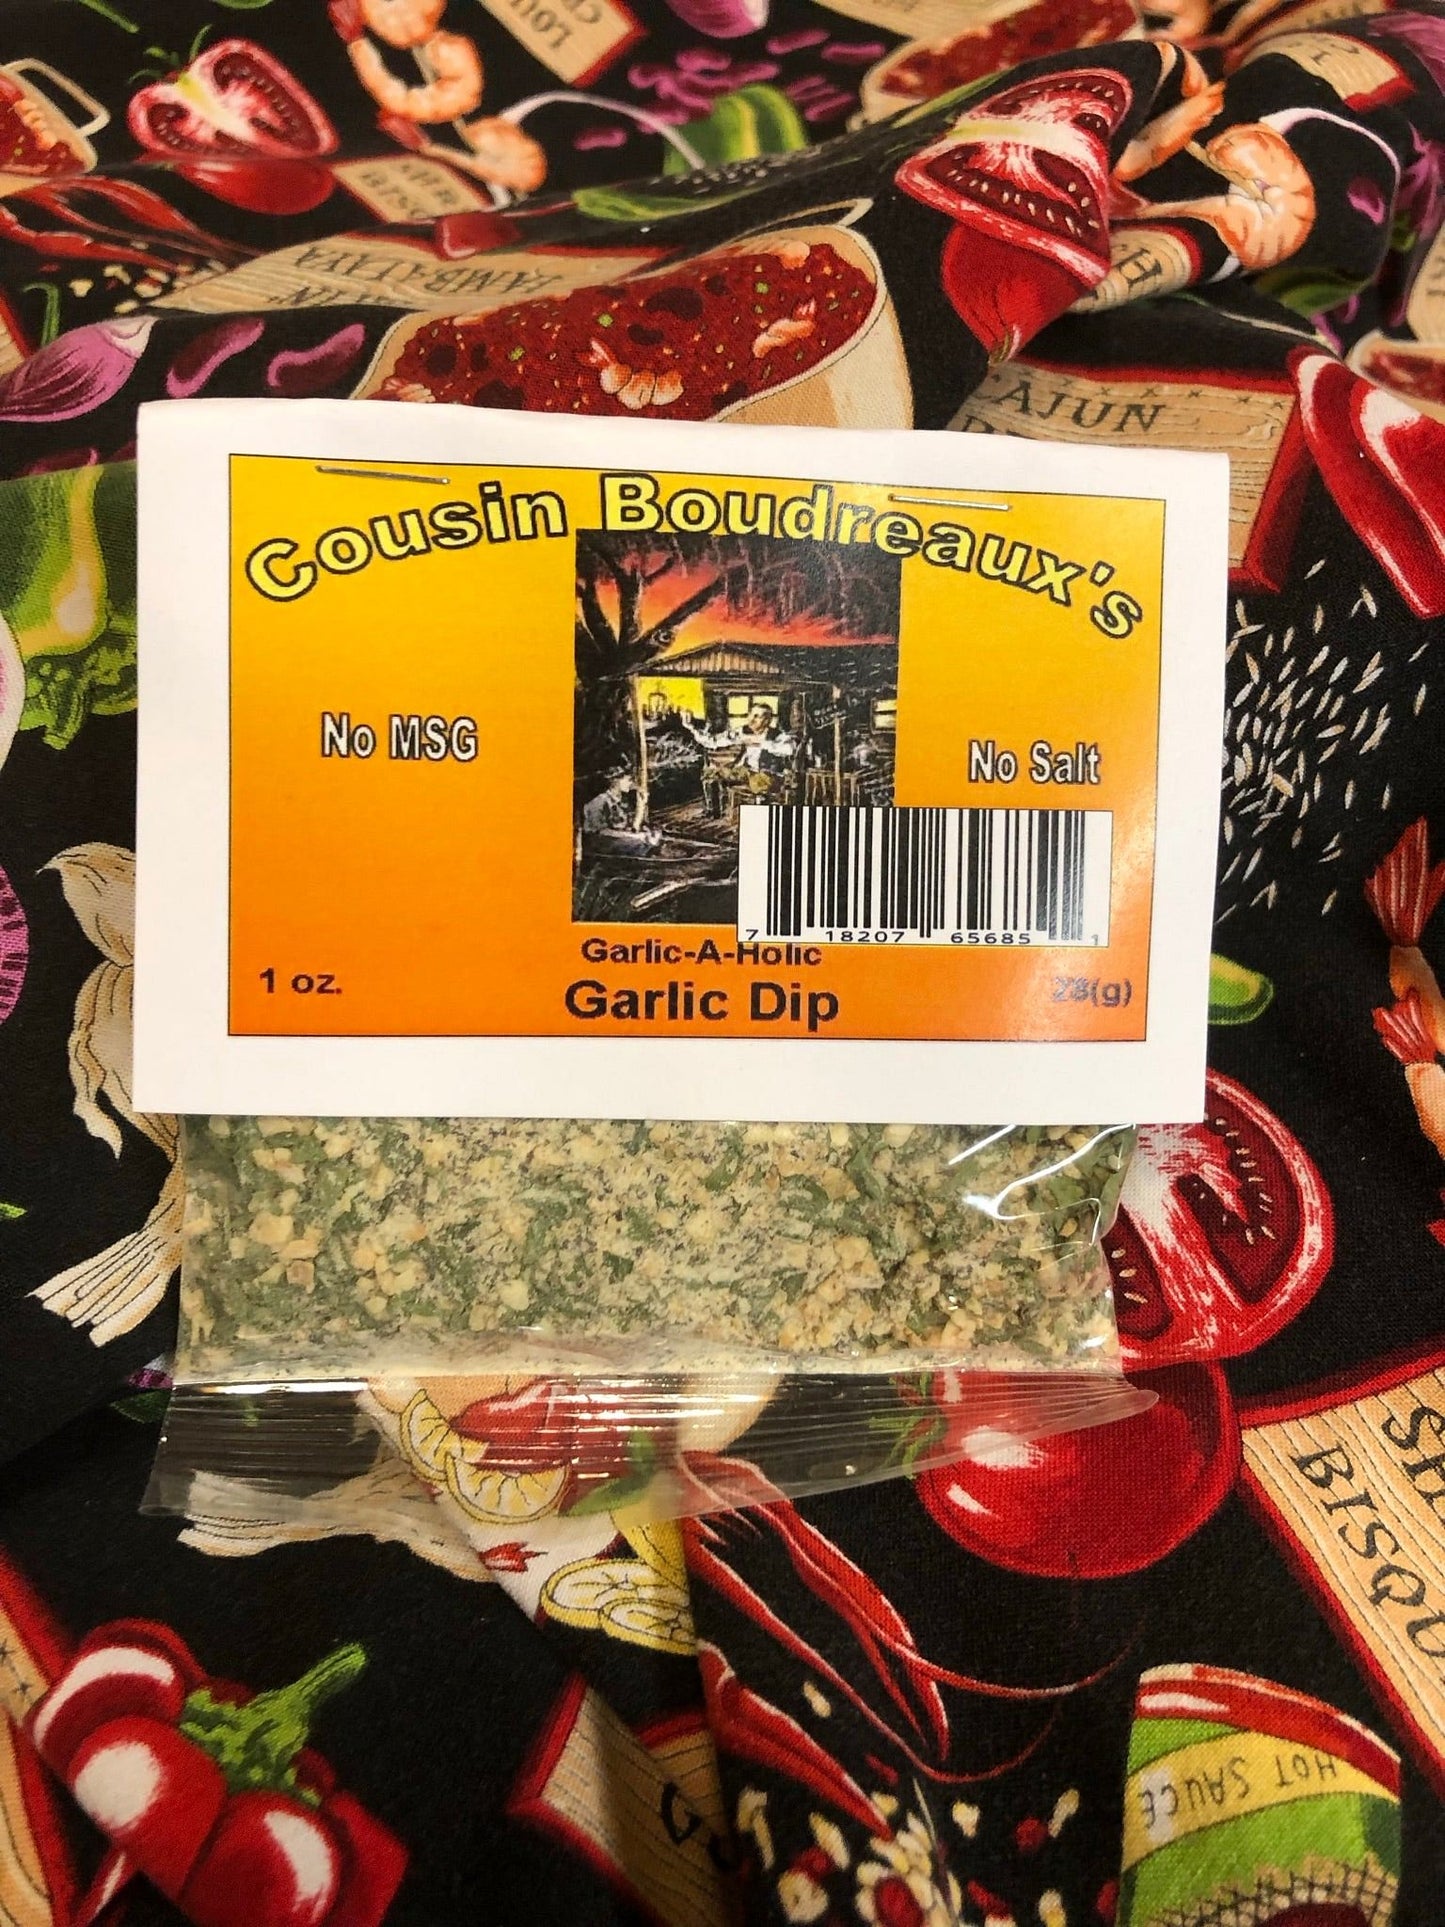 JAMBALAYA
CAJUN
Cousin Boudreaux's
No MSG
No Salt
7 18207 65685 1
Garlic-A-Holic
1 oz.
Garlic Dip
28(g)
HOT SAUCE